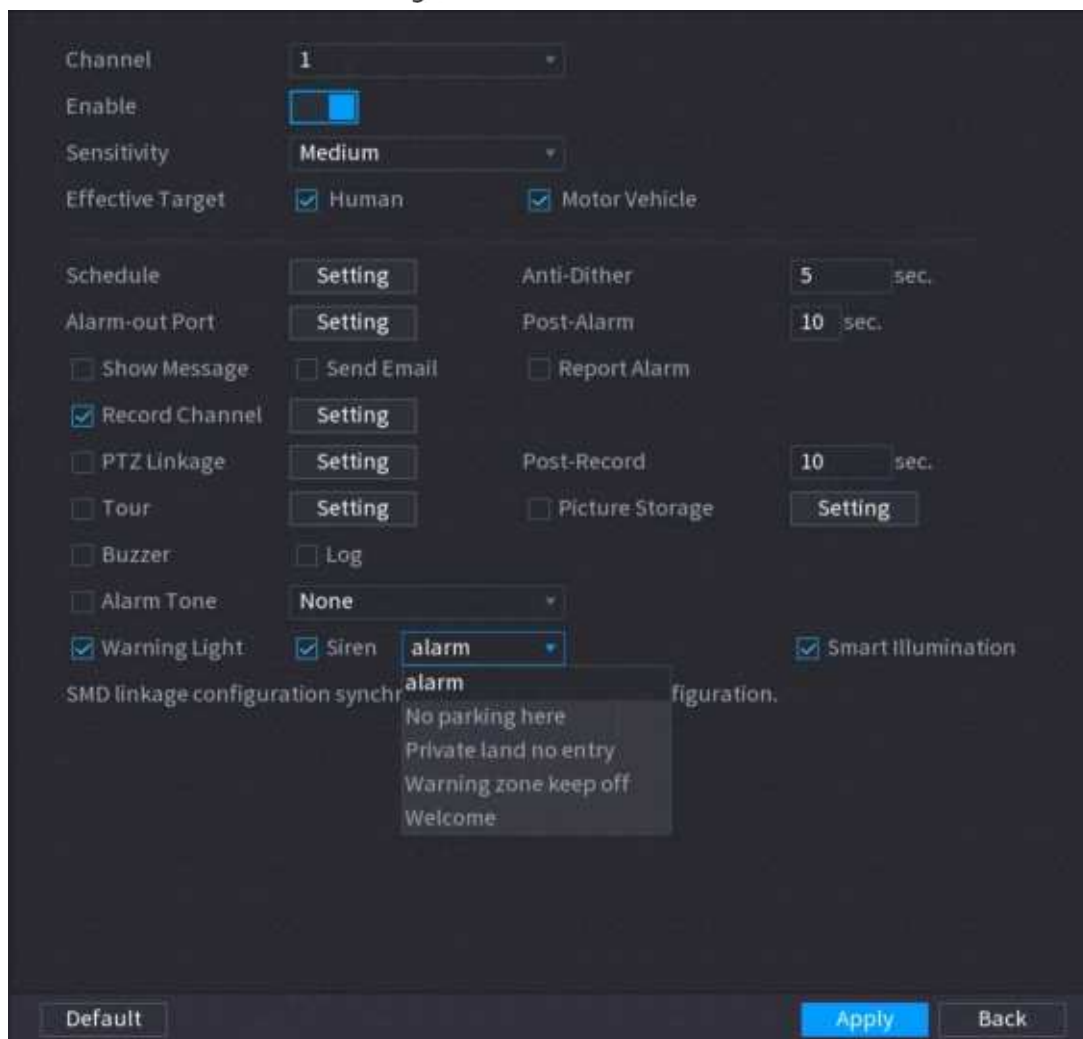 Channel 1
Enable
Sensitivity Medium
Effective Target Human Motor Vehicle
Schedule Setting Anti-Dither 5 sec.
Alarm-out Port Setting Post-Alarm 10 sec.
Show Message Send Email Report Alarm
Record Channel Setting
PTZ Linkage Setting Post-Record 10 sec.
Tour Setting Picture Storage Setting
Buzzer Log
Alarm Tone None
Warning Light Siren alarm Smart Illumination
SMD linkage configuration alarm
No parking here
Private land no entry
Warning zone keep off
Welcome
Default Apply Back